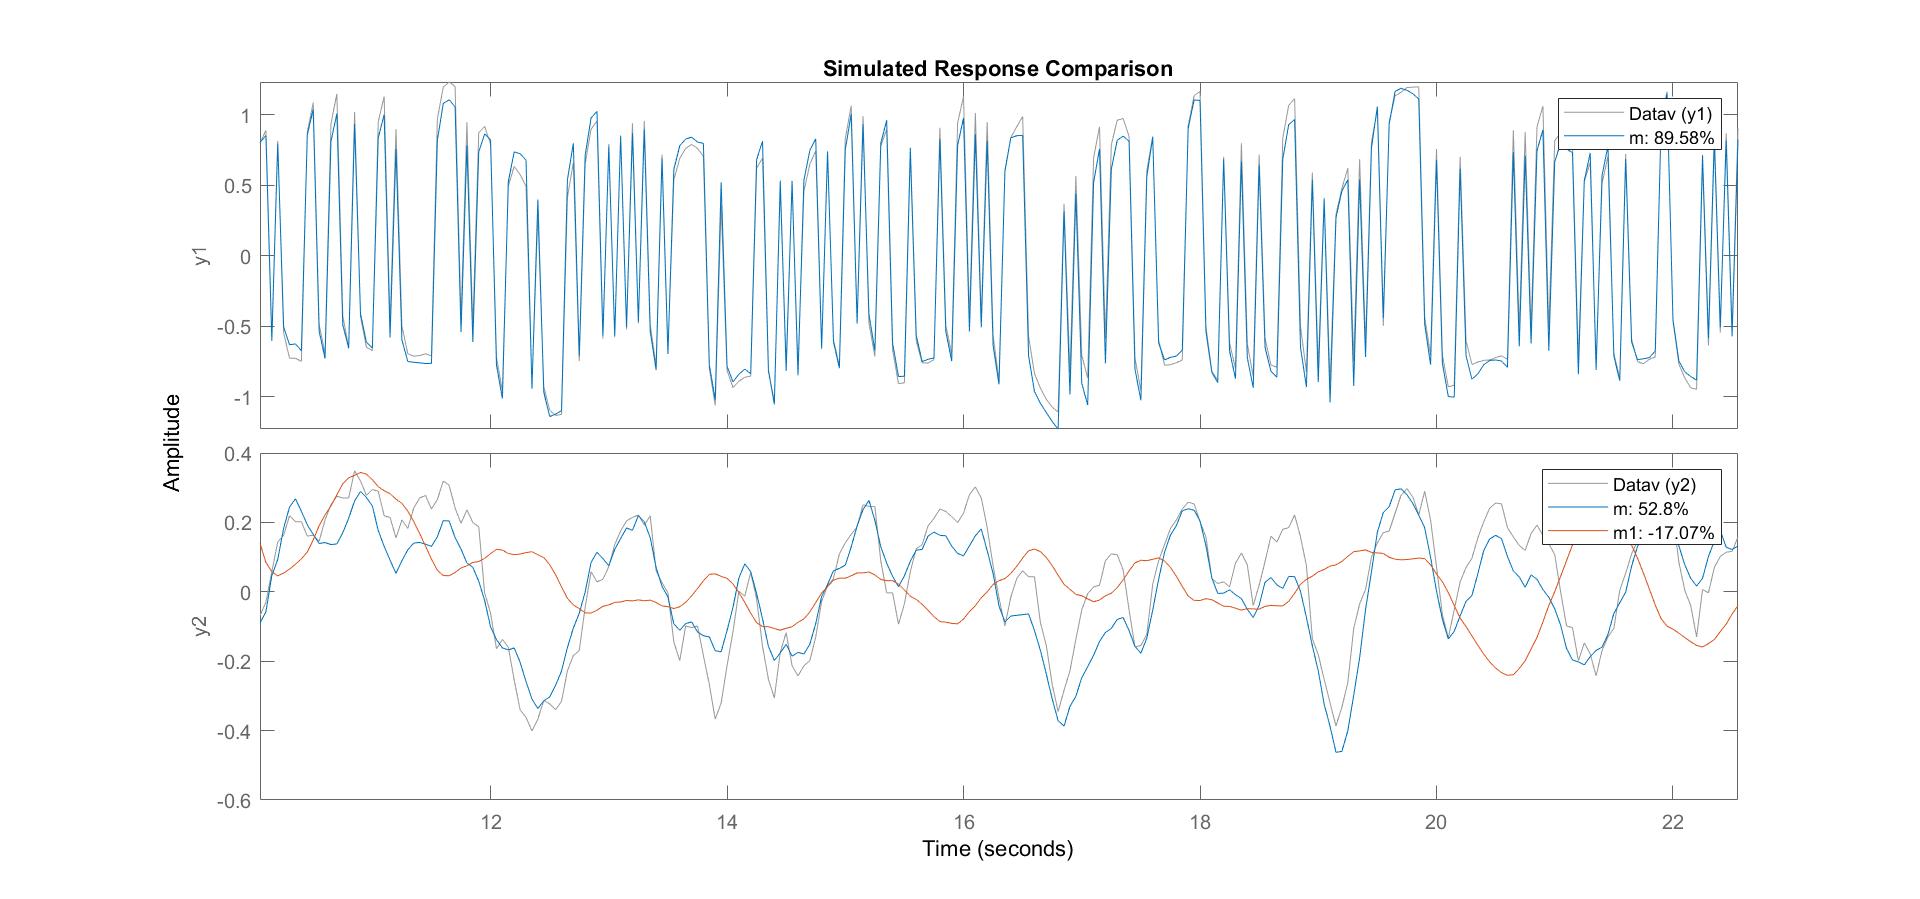 Simulated Response Comparison
Datav (y1)
m: 89.58%
1
0.5
0
-0.5
-1
y1
Amplitude
Datav (y2)
m: 52.8%
m1: -17.07%
0.4
0.2
0
-0.2
-0.4
-0.6
y2
12
14
16
18
20
22
Time (seconds)